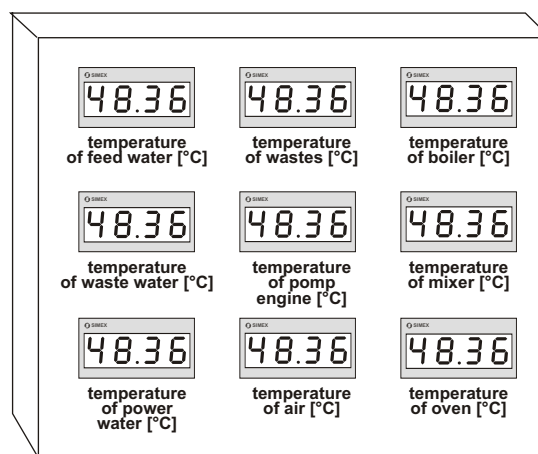 SIMEX
48.36
temperature
of feed water [°C]
SIMEX
48.36
temperature
of wastes [°C]
SIMEX
48.36
temperature
of boiler [°C]
SIMEX
48.36
temperature
of waste water [°C]
SIMEX
48.36
temperature
of pomp
engine [°C]
SIMEX
48.36
temperature
of mixer [°C]
SIMEX
48.36
temperature
of power
water [°C]
SIMEX
48.36
temperature
of air [°C]
SIMEX
48.36
temperature
of oven [°C]